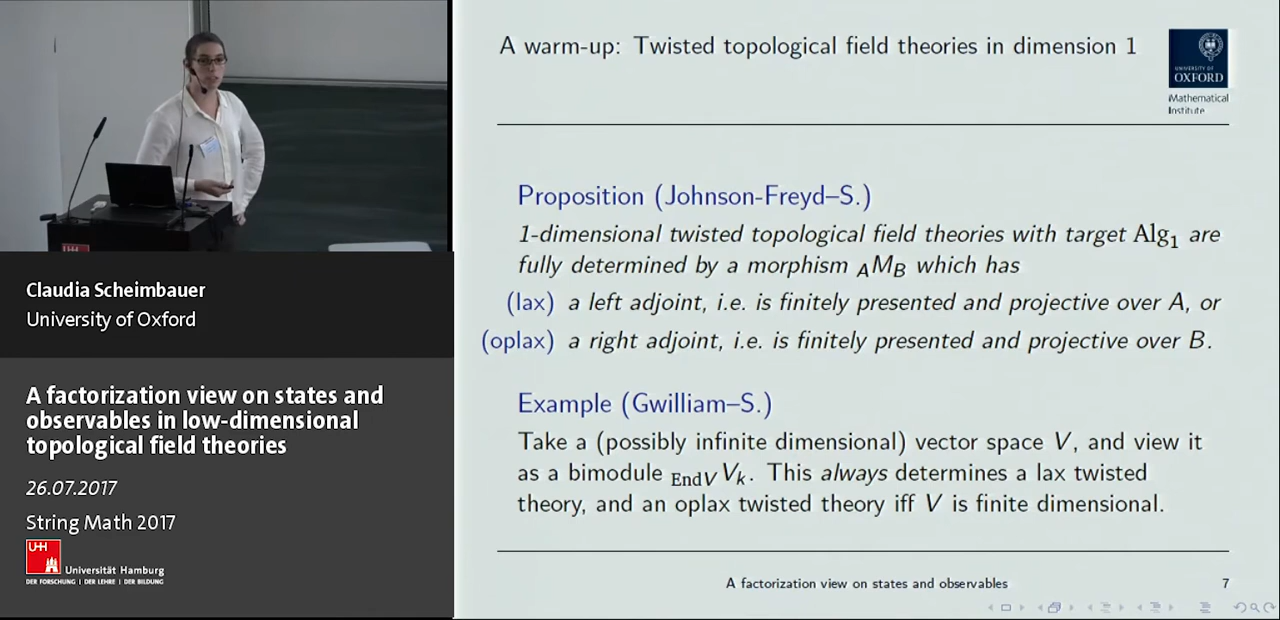 A warm-up: Twisted topological field theories in dimension 1
UNIVERSITY OF
OXFORD
Mathematical
Institute
Proposition (Johnson-Freyd–S.)
1-dimensional twisted topological field theories with target Alg₁ are
fully determined by a morphism ₐMʙ which has
(lax) a left adjoint, i.e. is finitely presented and projective over A, or
(oplax) a right adjoint, i.e. is finitely presented and projective over B.
Example (Gwilliam–S.)
Take a (possibly infinite dimensional) vector space V, and view it
as a bimodule End V Vk. This always determines a lax twisted
theory, and an oplax twisted theory iff V is finite dimensional.
A factorization view on states and observables
7
Claudia Scheimbauer
University of Oxford
A factorization view on states and
observables in low-dimensional
topological field theories
26.07.2017
String Math 2017
UH
Universität Hamburg
DER FORSCHUNG | DER LEHRE | DER BILDUNG